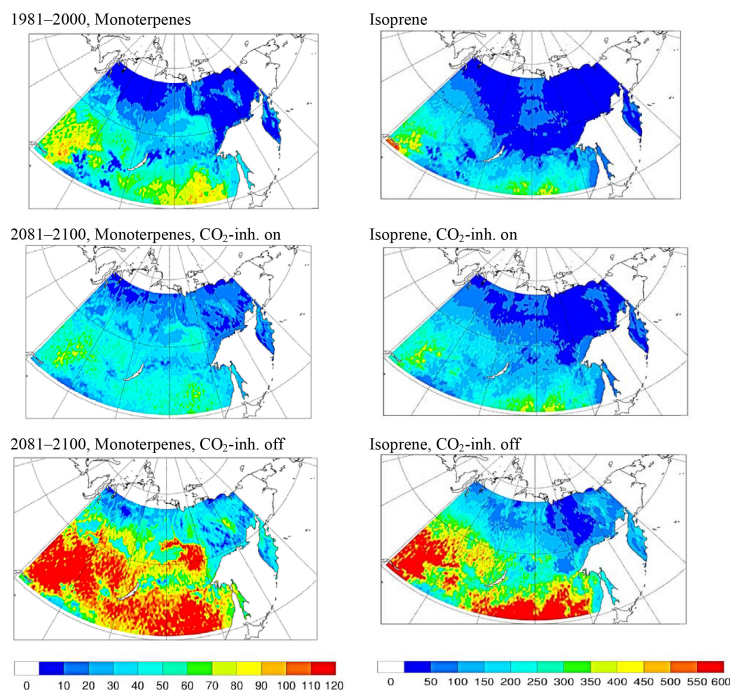 1981–2000, Monoterpenes
Isoprene
2081–2100, Monoterpenes, CO₂-inh. on
Isoprene, CO₂-inh. on
2081–2100, Monoterpenes, CO₂-inh. off
Isoprene, CO₂-inh. off
0 10 20 30 40 50 60 70 80 90 100 110 120
0 50 100 150 200 250 300 350 400 450 500 550 600